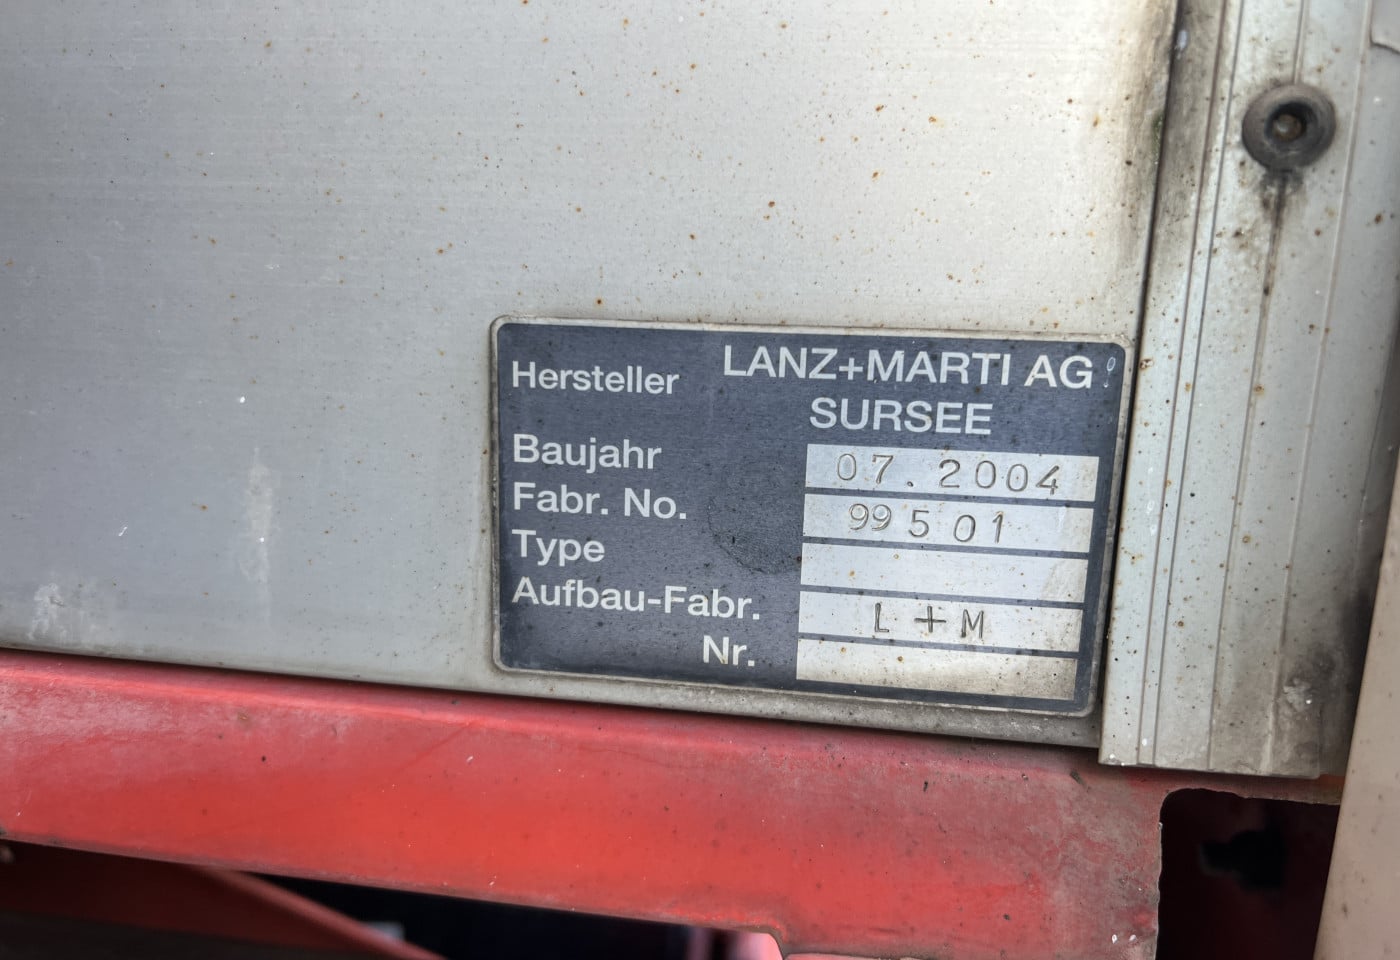 Hersteller LANZ+MARTI AG
SURSEE
Baujahr 07.2004
Fabr. No. 99501
Type
Aufbau-Fabr. L+M
Nr.